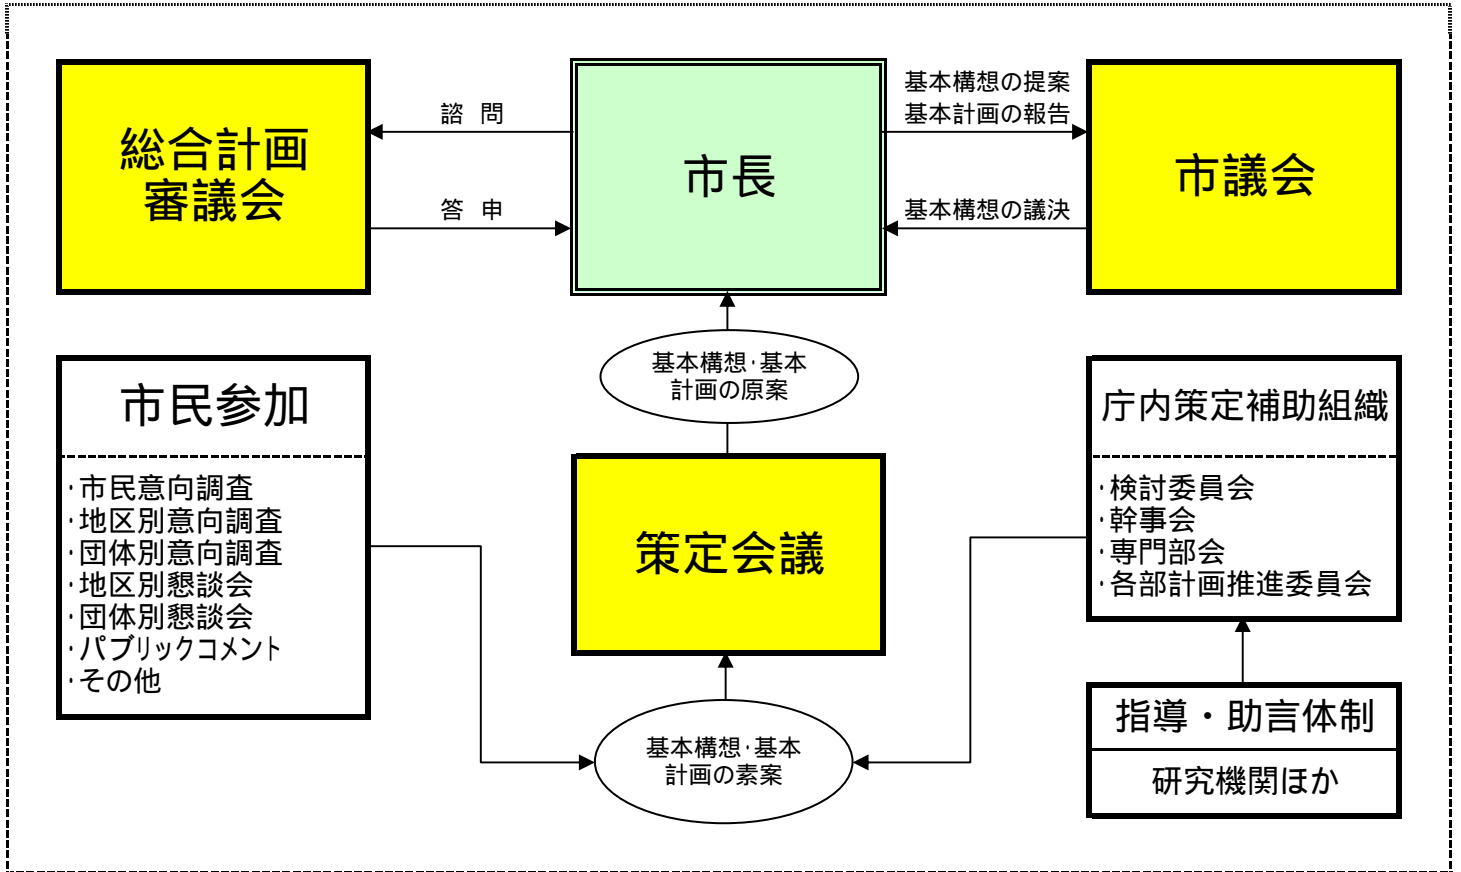 総合計画
審議会
諮 問
答 申
市長
基本構想の提案
基本計画の報告
基本構想の議決
市議会
基本構想・基本
計画の原案
市民参加
・市民意向調査
・地区別意向調査
・団体別意向調査
・地区別懇談会
・団体別懇談会
・パブリックコメント
・その他
策定会議
庁内策定補助組織
・検討委員会
・幹事会
・専門部会
・各部計画推進委員会
基本構想・基本
計画の素案
指導・助言体制
研究機関ほか